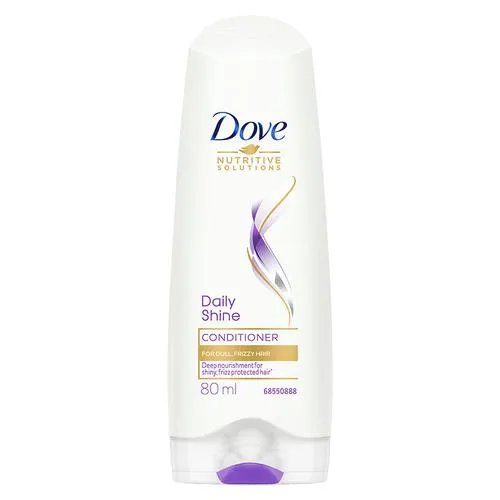 Dove
NUTRITIVE
SOLUTIONS
Daily
Shine
CONDITIONER
FOR DULL, FRIZZY HAIR
Deep nourishment for
shiny, frizz protected hair*
80 ml
68550888